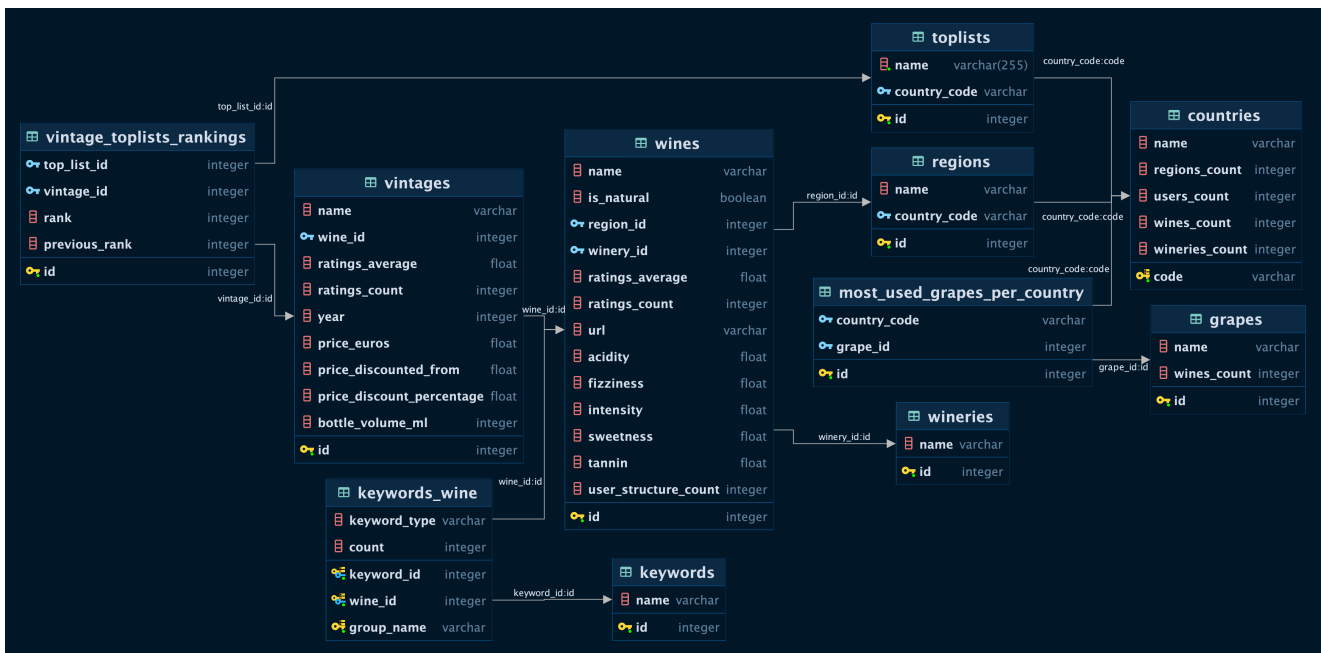 toplists
name varchar(255)
country_code varchar
id integer
country_code:code
top_list_id:id
countries
name varchar
regions_count integer
users_count integer
wines_count integer
wineries_count integer
code varchar
vintage_toplists_rankings
top_list_id integer
vintage_id integer
rank integer
previous_rank integer
id integer
vintage_id:id
wines
name varchar
is_natural boolean
region_id integer
winery_id integer
ratings_average float
ratings_count integer
url varchar
acidity float
fizziness float
intensity float
sweetness float
tannin float
user_structure_count integer
id integer
regions
name varchar
country_code varchar
id integer
region_id:id
country_code:code
vintages
name varchar
wine_id integer
ratings_average float
ratings_count integer
year integer
price_euros float
price_discounted_from float
price_discount_percentage float
bottle_volume_ml integer
id integer
wine_id:id
country_code:code
most_used_grapes_per_country
country_code varchar
grape_id integer
id integer
grape_id:id
grapes
name varchar
wines_count integer
id integer
wineries
name varchar
id integer
winery_id:id
wine_id:id
keywords_wine
keyword_type varchar
count integer
keyword_id integer
wine_id integer
group_name varchar
keyword_id:id
keywords
name varchar
id integer